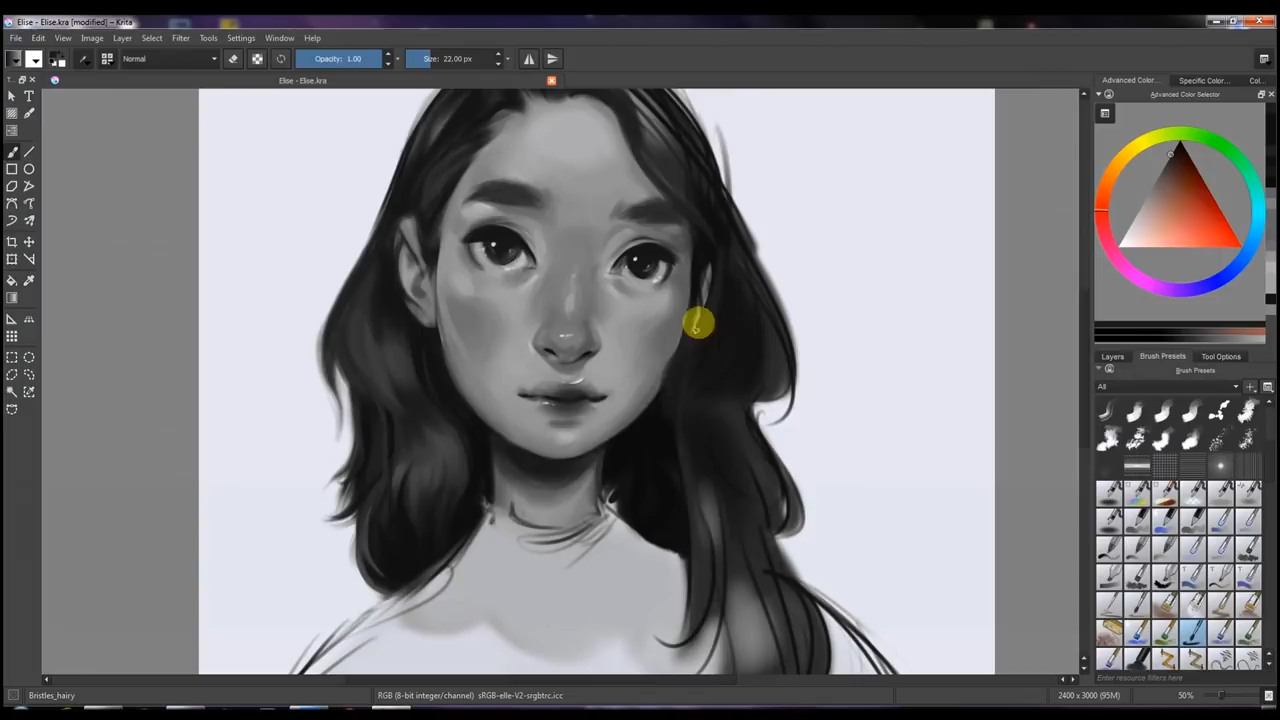 Elise - Elise.kra [modified] – Krita
File Edit View Image Layer Select Filter Tools Settings Window Help
Normal Opacity: 1.00 Size: 22.00 px
T... Elise - Elise.kra Advanced Color... Specific Color... Col...
Advanced Color Selector
Layers Brush Presets Tool Options
Brush Presets
All
Enter resource filters here
Bristles_hairy RGB (8-bit integer/channel) sRGB-elle-V2-srgbtrc.icc 2400 x 3000 (95M) 50%